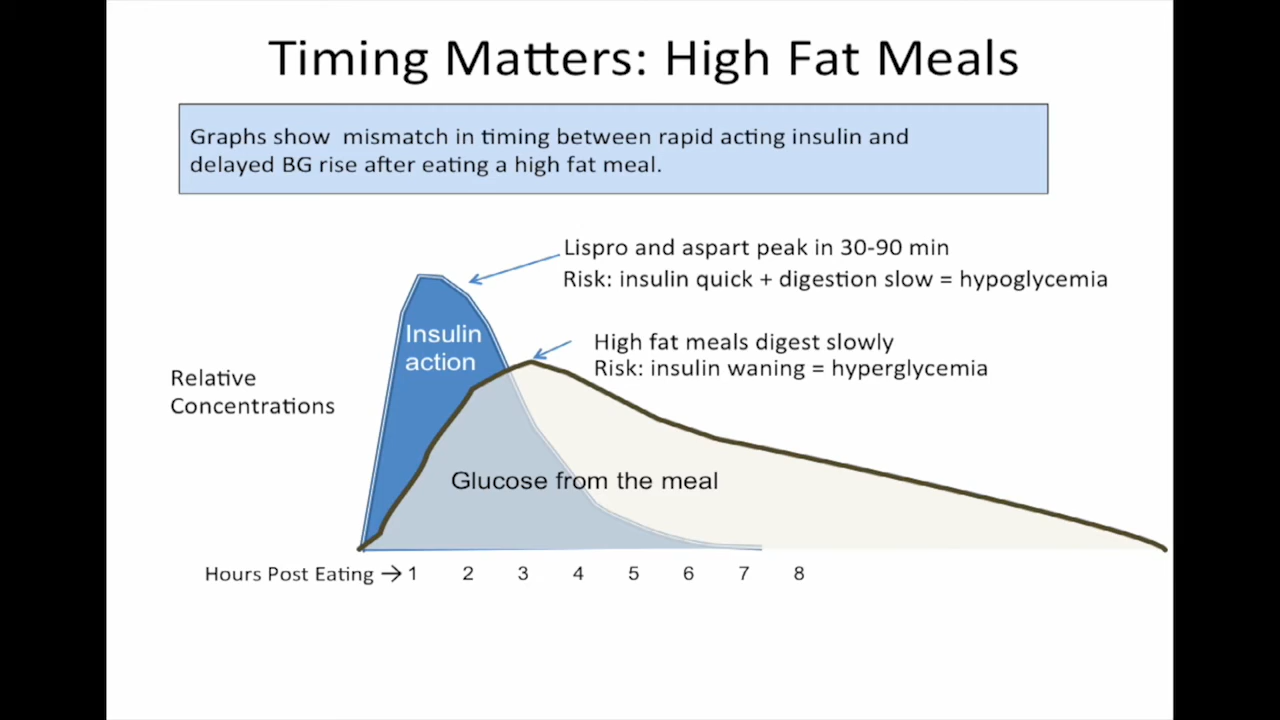 Timing Matters: High Fat Meals
Graphs show mismatch in timing between rapid acting insulin and
delayed BG rise after eating a high fat meal.
Lispro and aspart peak in 30-90 min
Risk: insulin quick + digestion slow = hypoglycemia
Insulin
action
High fat meals digest slowly
Risk: insulin waning = hyperglycemia
Relative
Concentrations
Glucose from the meal
Hours Post Eating → 1 2 3 4 5 6 7 8